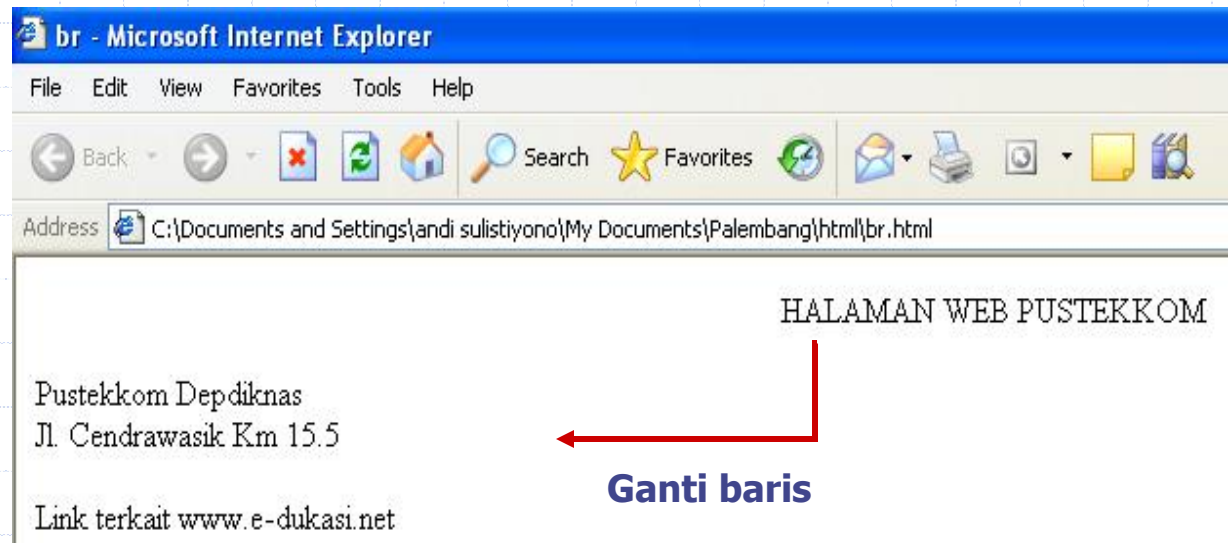 br - Microsoft Internet Explorer
File Edit View Favorites Tools Help
Back Search Favorites
Address C:\Documents and Settings\andi sulistiyono\My Documents\Palembang\html\br.html
HALAMAN WEB PUSTEKKOM
Pustekkom Depdiknas
Jl. Cendrawasik Km 15.5
Ganti baris
Link terkait www.e-dukasi.net